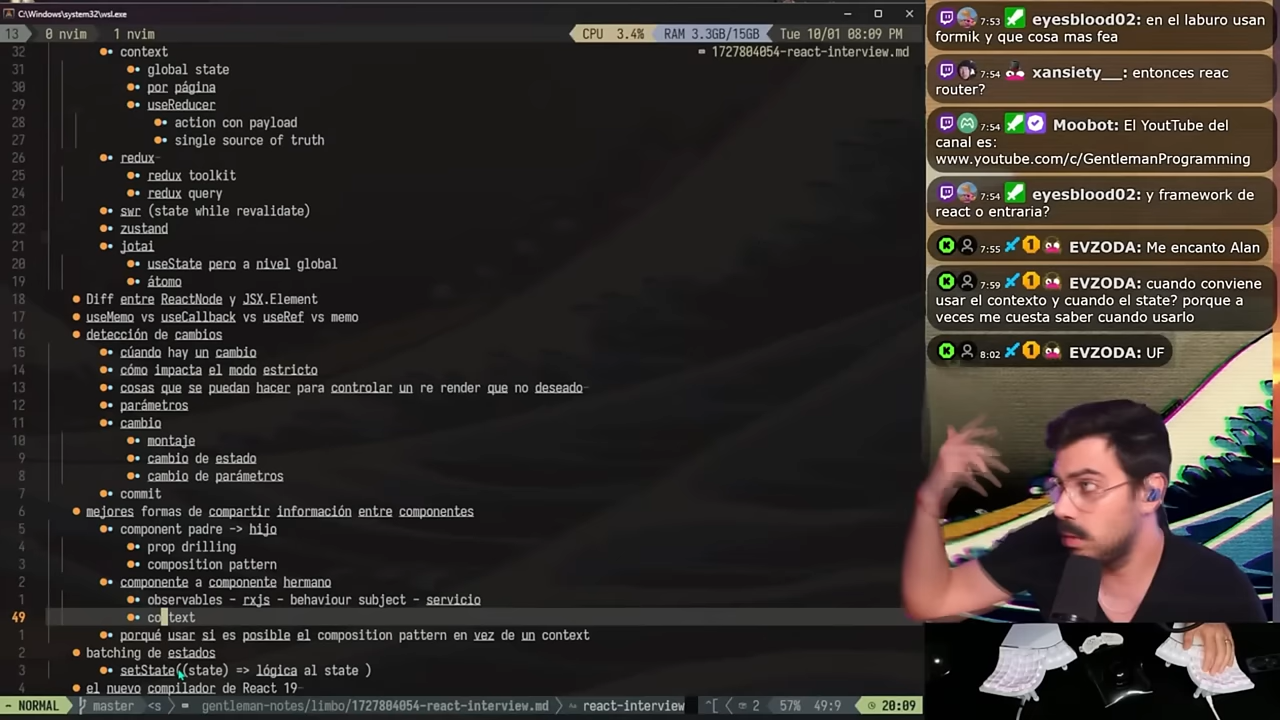 C:\Windows\system32\wsl.exe
13 0 nvim 1 nvim CPU 3.4% RAM 3.3GB/15GB Tue 10/01 08:09 PM
1727804054-react-interview.md
32 context
31 global state
30 por página
29 useReducer
28 action con payload
27 single source of truth
26 redux
25 redux toolkit
24 redux query
23 swr (state while revalidate)
22 zustand
21 jotai
20 useState pero a nivel global
19 átomo
18 Diff entre ReactNode y JSX.Element
17 useMemo vs useCallback vs useRef vs memo
16 detección de cambios
15 cúando hay un cambio
14 cómo impacta el modo estricto
13 cosas que se puedan hacer para controlar un re render que no deseado
12 parámetros
11 cambio
10 montaje
9 cambio de estado
8 cambio de parámetros
7 commit
6 mejores formas de compartir información entre componentes
5 component padre -> hijo
4 prop drilling
3 composition pattern
2 componente a componente hermano
1 observables - rxjs - behaviour subject - servicio
49 context
1 porqué usar si es posible el composition pattern en vez de un context
2 batching de estados
3 setState((state) => lógica al state )
4 el nuevo compilador de React 19
~ NORMAL master <s gentleman-notes/limbo/1727804054-react-interview.md react-interview ^[ 2 57% 49:9 20:09
7:53 eyesblood02: en el laburo usan
formik y que cosa mas fea
7:54 xansiety__: entonces reac
router?
7:54 Moobot: El YouTube del
canal es:
www.youtube.com/c/GentlemanProgramming
7:54 eyesblood02: y framework de
react o entraria?
7:55 EVZODA: Me encanto Alan
7:59 EVZODA: cuando conviene
usar el contexto y cuando el state? porque a
veces me cuesta saber cuando usarlo
8:02 EVZODA: UF